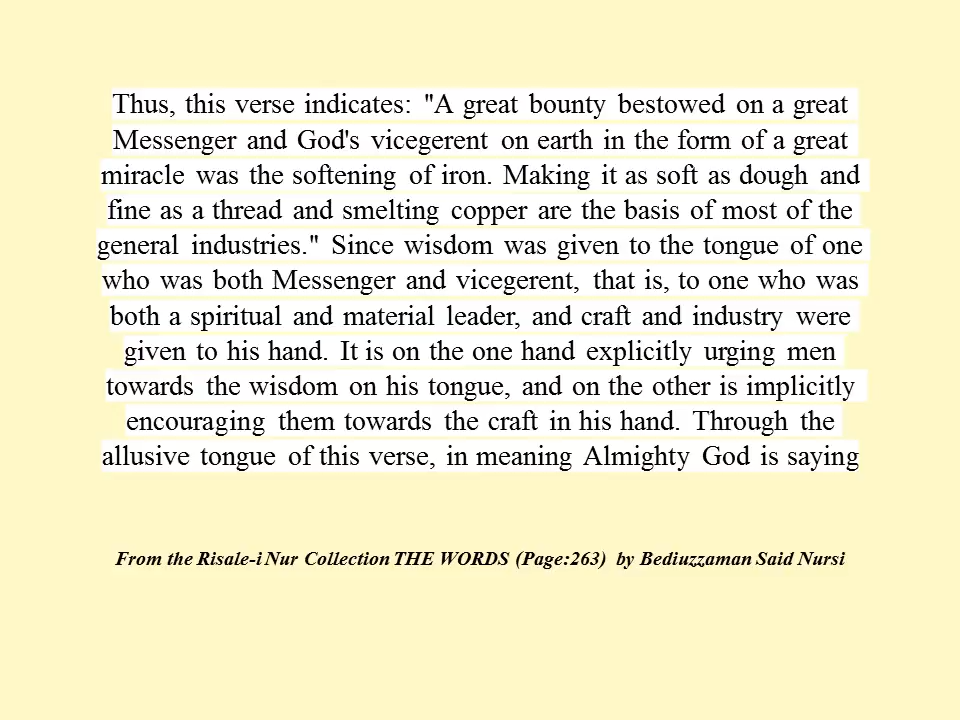 Thus, this verse indicates: "A great bounty bestowed on a great
Messenger and God's vicegerent on earth in the form of a great
miracle was the softening of iron. Making it as soft as dough and
fine as a thread and smelting copper are the basis of most of the
general industries." Since wisdom was given to the tongue of one
who was both Messenger and vicegerent, that is, to one who was
both a spiritual and material leader, and craft and industry were
given to his hand. It is on the one hand explicitly urging men
towards the wisdom on his tongue, and on the other is implicitly
encouraging them towards the craft in his hand. Through the
allusive tongue of this verse, in meaning Almighty God is saying
From the Risale-i Nur Collection THE WORDS (Page:263) by Bediuzzaman Said Nursi